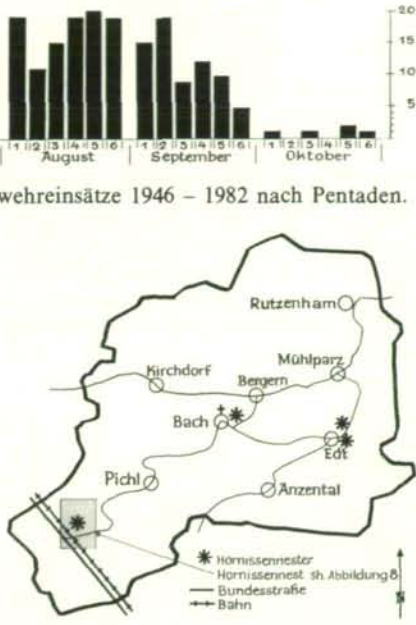 20
15
10
5
1 2 3 4 5 6 1 2 3 4 5 6 1 2 3 4 5 6
August September Oktober
wehreinsätze 1946 – 1982 nach Pentaden.
Rutzenham
Mühlparz
Kirchdorf
Bergern
Bach
Edt
Pichl
Änzental
Hornissennester
Hornissennest sh. Abbildung 8
Bundesstraße
Bahn
N